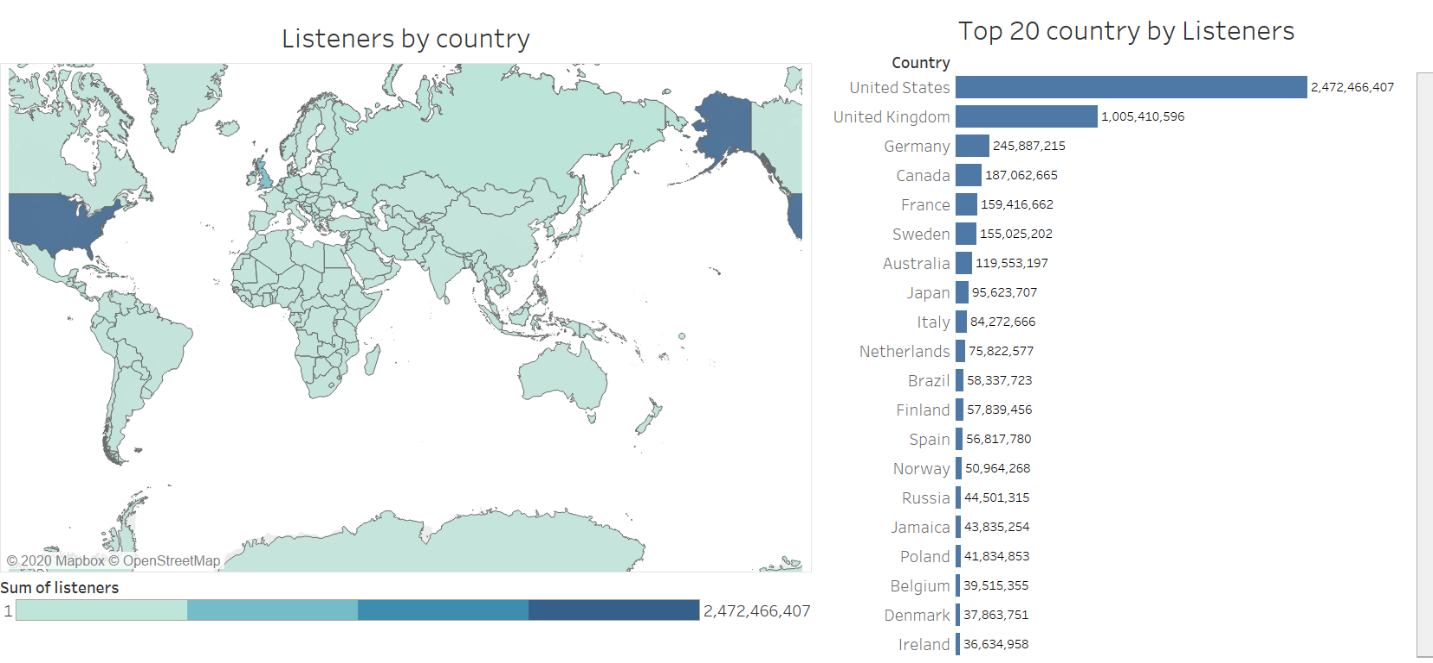 Listeners by country
© 2020 Mapbox © OpenStreetMap
Sum of listeners
1
2,472,466,407
Top 20 country by Listeners
Country
United States 2,472,466,407
United Kingdom 1,005,410,596
Germany 245,887,215
Canada 187,062,665
France 159,416,662
Sweden 155,025,202
Australia 119,553,197
Japan 95,623,707
Italy 84,272,666
Netherlands 75,822,577
Brazil 58,337,723
Finland 57,839,456
Spain 56,817,780
Norway 50,964,268
Russia 44,501,315
Jamaica 43,835,254
Poland 41,834,853
Belgium 39,515,355
Denmark 37,863,751
Ireland 36,634,958